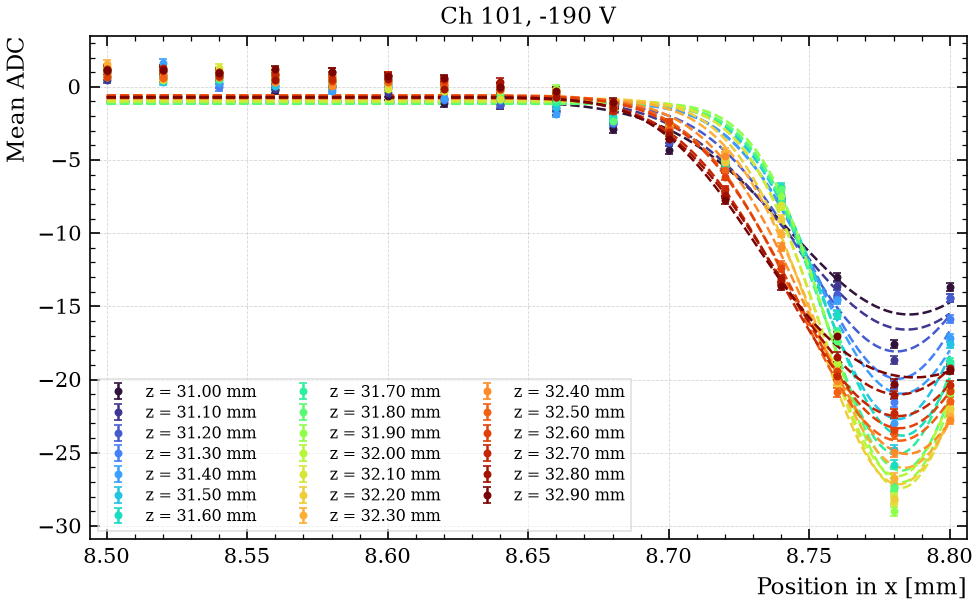 Ch 101, -190 V
Mean ADC
0
−5
−10
−15
−20
−25
−30
z = 31.00 mm
z = 31.10 mm
z = 31.20 mm
z = 31.30 mm
z = 31.40 mm
z = 31.50 mm
z = 31.60 mm
z = 31.70 mm
z = 31.80 mm
z = 31.90 mm
z = 32.00 mm
z = 32.10 mm
z = 32.20 mm
z = 32.30 mm
z = 32.40 mm
z = 32.50 mm
z = 32.60 mm
z = 32.70 mm
z = 32.80 mm
z = 32.90 mm
8.50 8.55 8.60 8.65 8.70 8.75 8.80
Position in x [mm]